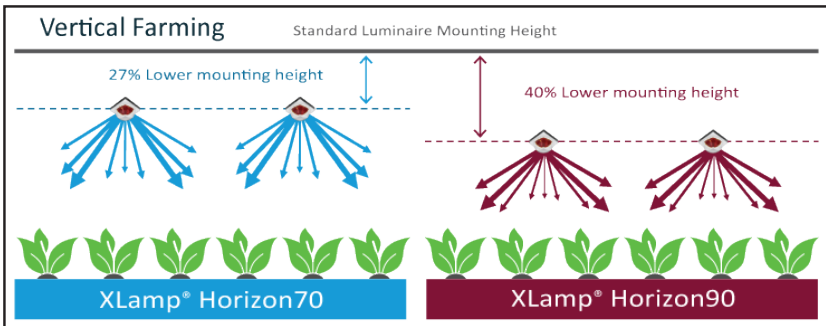 Vertical Farming
Standard Luminaire Mounting Height
27% Lower mounting height
40% Lower mounting height
XLamp® Horizon70
XLamp® Horizon90